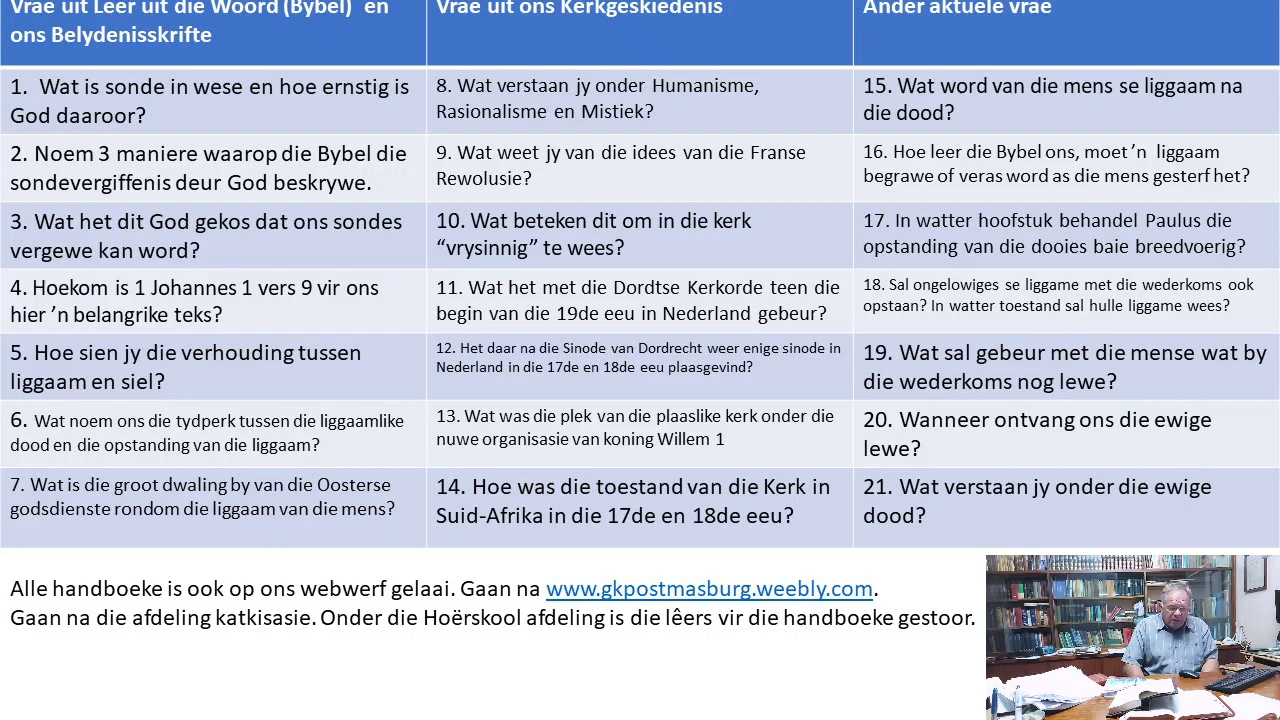 Vrae uit Leer uit die Woord (Bybel) en
ons Belydenisskrifte
Vrae uit ons Kerkgeskiedenis
Ander aktuele vrae
1. Wat is sonde in wese en hoe ernstig is
God daaroor?
8. Wat verstaan jy onder Humanisme,
Rasionalisme en Mistiek?
15. Wat word van die mens se liggaam na
die dood?
2. Noem 3 maniere waarop die Bybel die
sondevergiffenis deur God beskrywe.
9. Wat weet jy van die idees van die Franse
Rewolusie?
16. Hoe leer die Bybel ons, moet 'n liggaam
begrawe of veras word as die mens gesterf het?
3. Wat het dit God gekos dat ons sondes
vergewe kan word?
10. Wat beteken dit om in die kerk
“vrysinnig” te wees?
17. In watter hoofstuk behandel Paulus die
opstanding van die dooies baie breedvoerig?
4. Hoekom is 1 Johannes 1 vers 9 vir ons
hier 'n belangrike teks?
11. Wat het met die Dordtse Kerkorde teen die
begin van die 19de eeu in Nederland gebeur?
18. Sal ongelowiges se liggame met die wederkoms ook
opstaan? In watter toestand sal hulle liggame wees?
5. Hoe sien jy die verhouding tussen
liggaam en siel?
12. Het daar na die Sinode van Dordrecht weer enige sinode in
Nederland in die 17de en 18de eeu plaasgevind?
19. Wat sal gebeur met die mense wat by
die wederkoms nog lewe?
6. Wat noem ons die tydperk tussen die liggaamlike
dood en die opstanding van die liggaam?
13. Wat was die plek van die plaaslike kerk onder die
nuwe organisasie van koning Willem 1
20. Wanneer ontvang ons die ewige
lewe?
7. Wat is die groot dwaling by van die Oosterse
godsdienste rondom die liggaam van die mens?
14. Hoe was die toestand van die Kerk in
Suid-Afrika in die 17de en 18de eeu?
21. Wat verstaan jy onder die ewige
dood?
Alle handboeke is ook op ons webwerf gelaai. Gaan na www.gkpostmasburg.weebly.com.
Gaan na die afdeling katkisasie. Onder die Hoërskool afdeling is die lêers vir die handboeke gestoor.